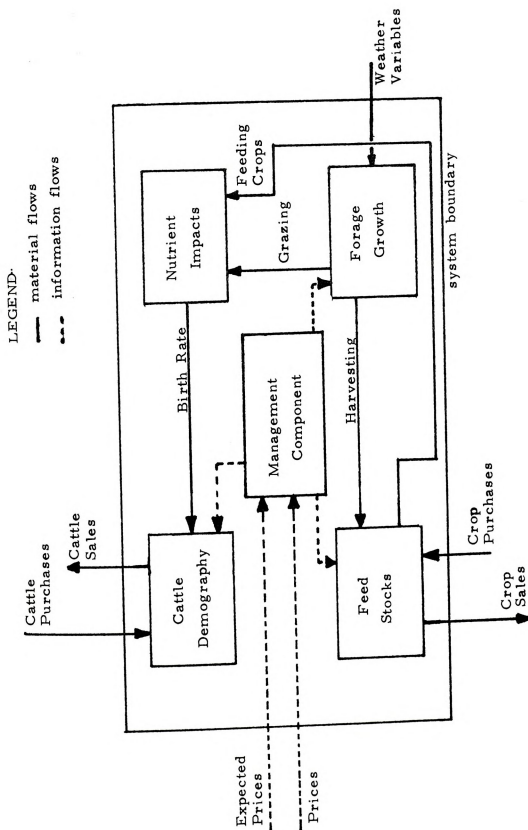 LEGEND:
material flows
information flows
Cattle
Purchases
Cattle
Sales
Cattle
Demography
Birth Rate
Nutrient
Impacts
Feeding
Crops
Expected
Prices
Prices
Management
Component
Grazing
Feed
Stocks
Harvesting
Forage
Growth
Weather
Variables
system boundary
Crop
Sales
Crop
Purchases